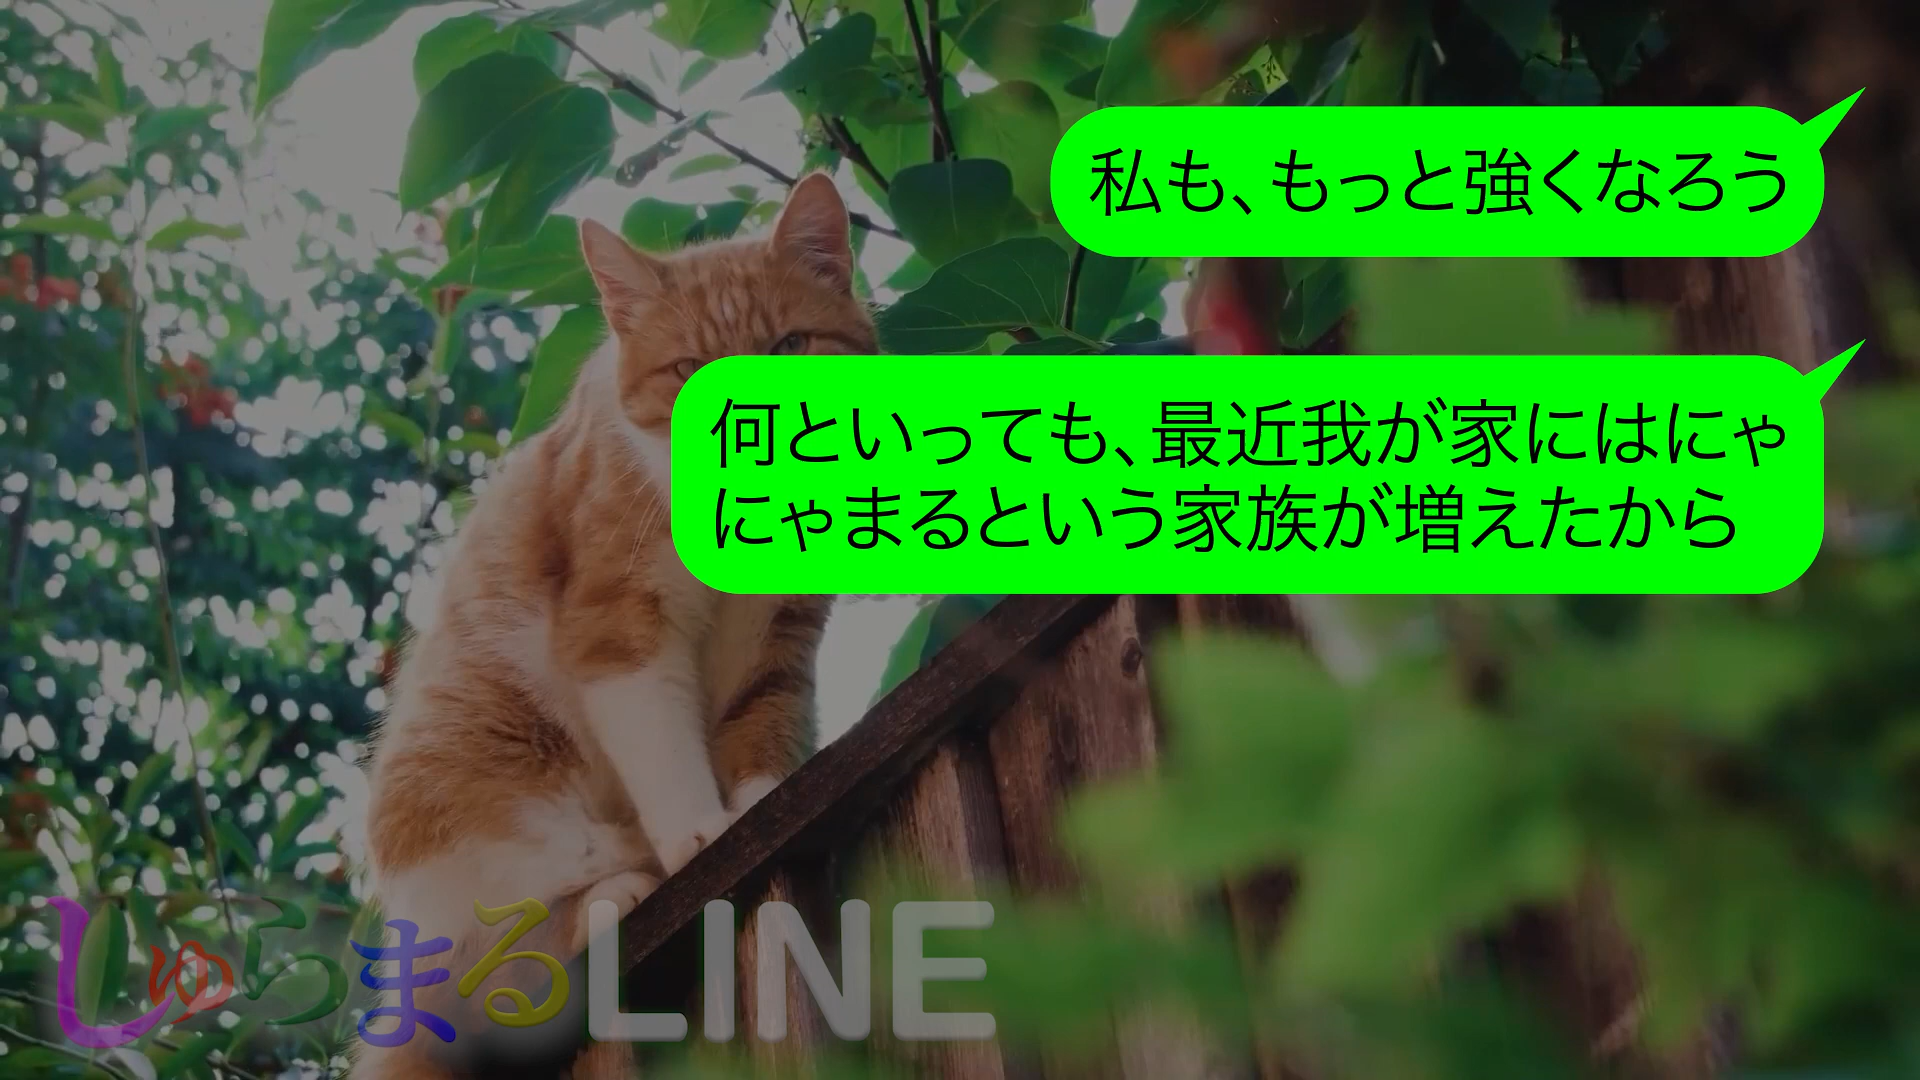 私も、もっと強くなろう
何といっても、最近我が家にはにゃ
にゃまるという家族が増えたから
しゅらまるLINE